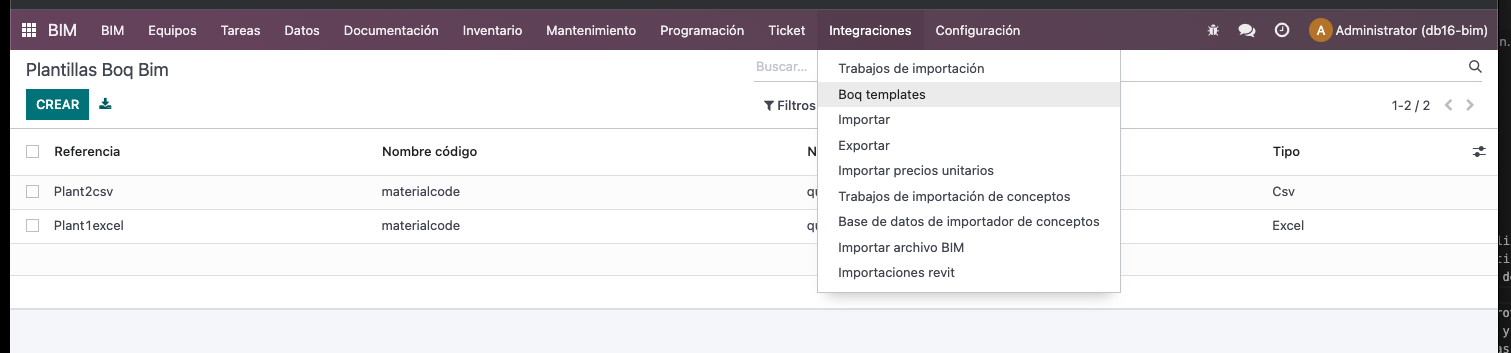 BIM BIM Equipos Tareas Datos Documentación Inventario Mantenimiento Programación Ticket Integraciones Configuración A Administrator (db16-bim)
Plantillas Boq Bim Buscar...
CREAR Filtros 1-2 / 2
Trabajos de importación
Boq templates
Importar
Exportar
Importar precios unitarios
Trabajos de importación de conceptos
Base de datos de importador de conceptos
Importar archivo BIM
Importaciones revit
Referencia Nombre código N Tipo
Plant2csv materialcode qu Csv
Plant1excel materialcode qu Excel